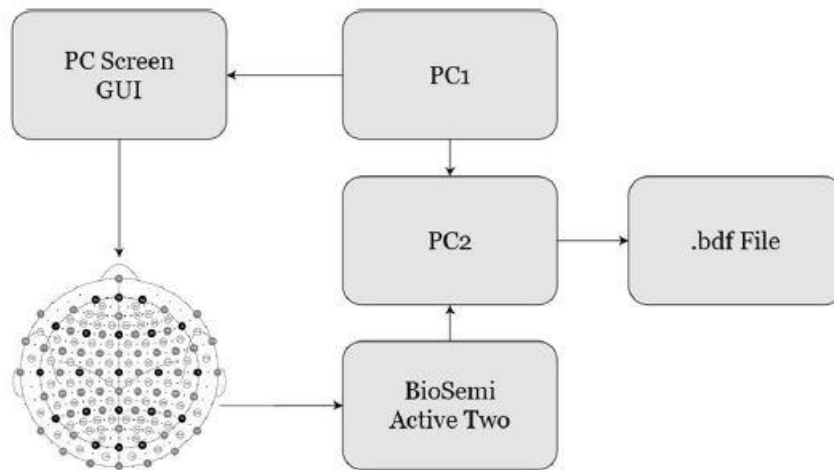 PC Screen
GUI
PC1
PC2
.bdf File
BioSemi
Active Two